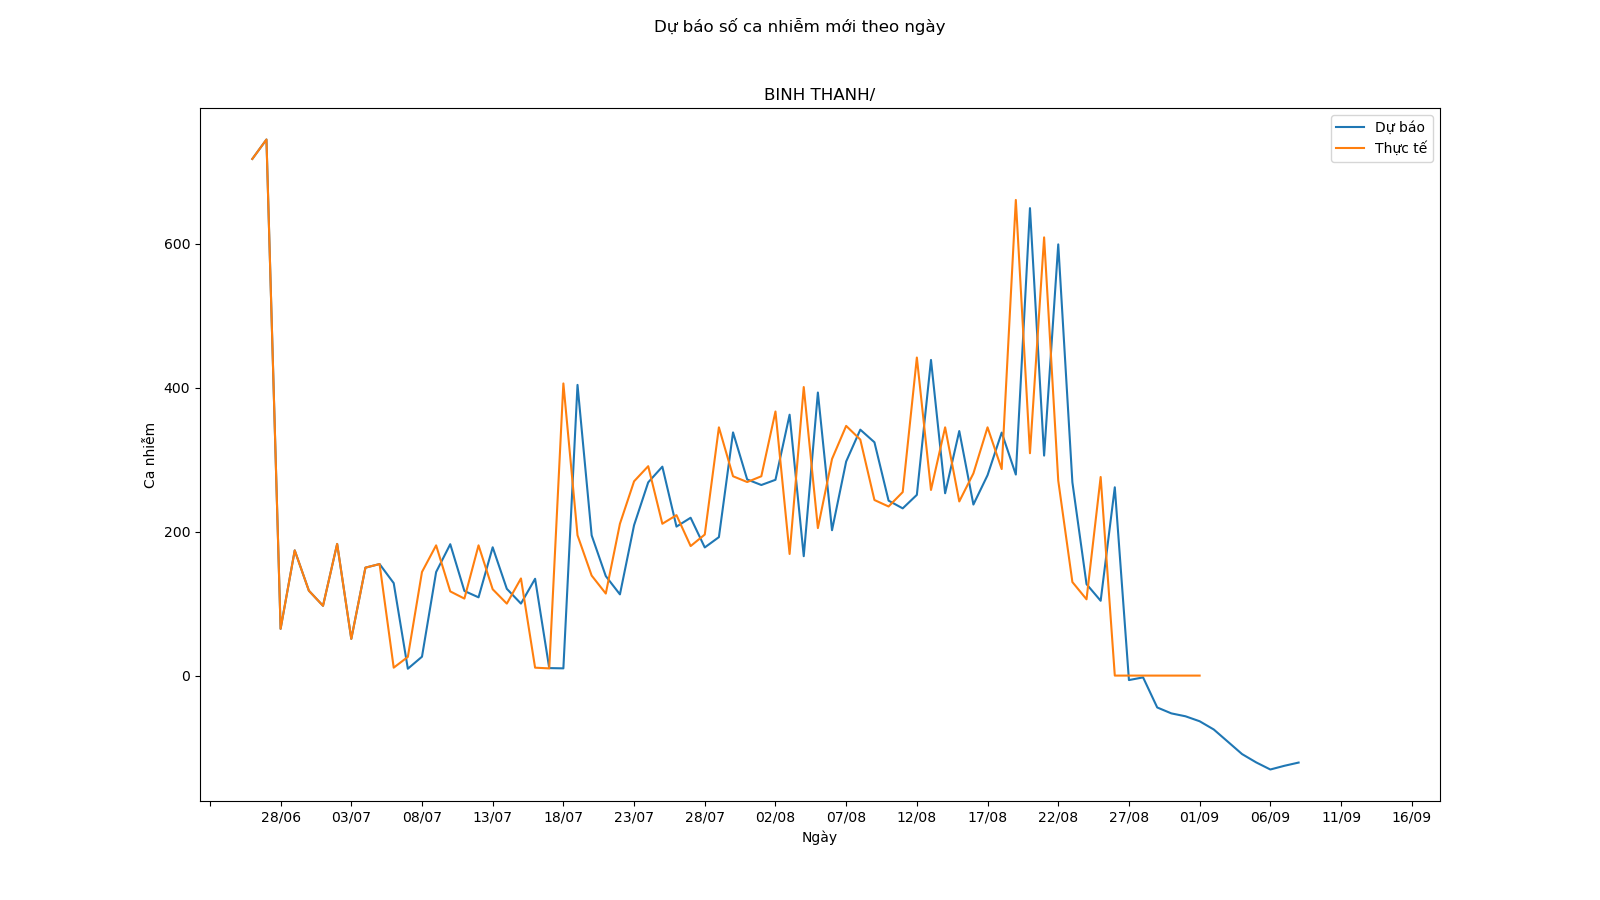 Dự báo số ca nhiễm mới theo ngày
BINH THANH/
Dự báo
Thực tế
600
400
200
0
Ca nhiễm
28/06 03/07 08/07 13/07 18/07 23/07 28/07 02/08 07/08 12/08 17/08 22/08 27/08 01/09 06/09 11/09 16/09
Ngày